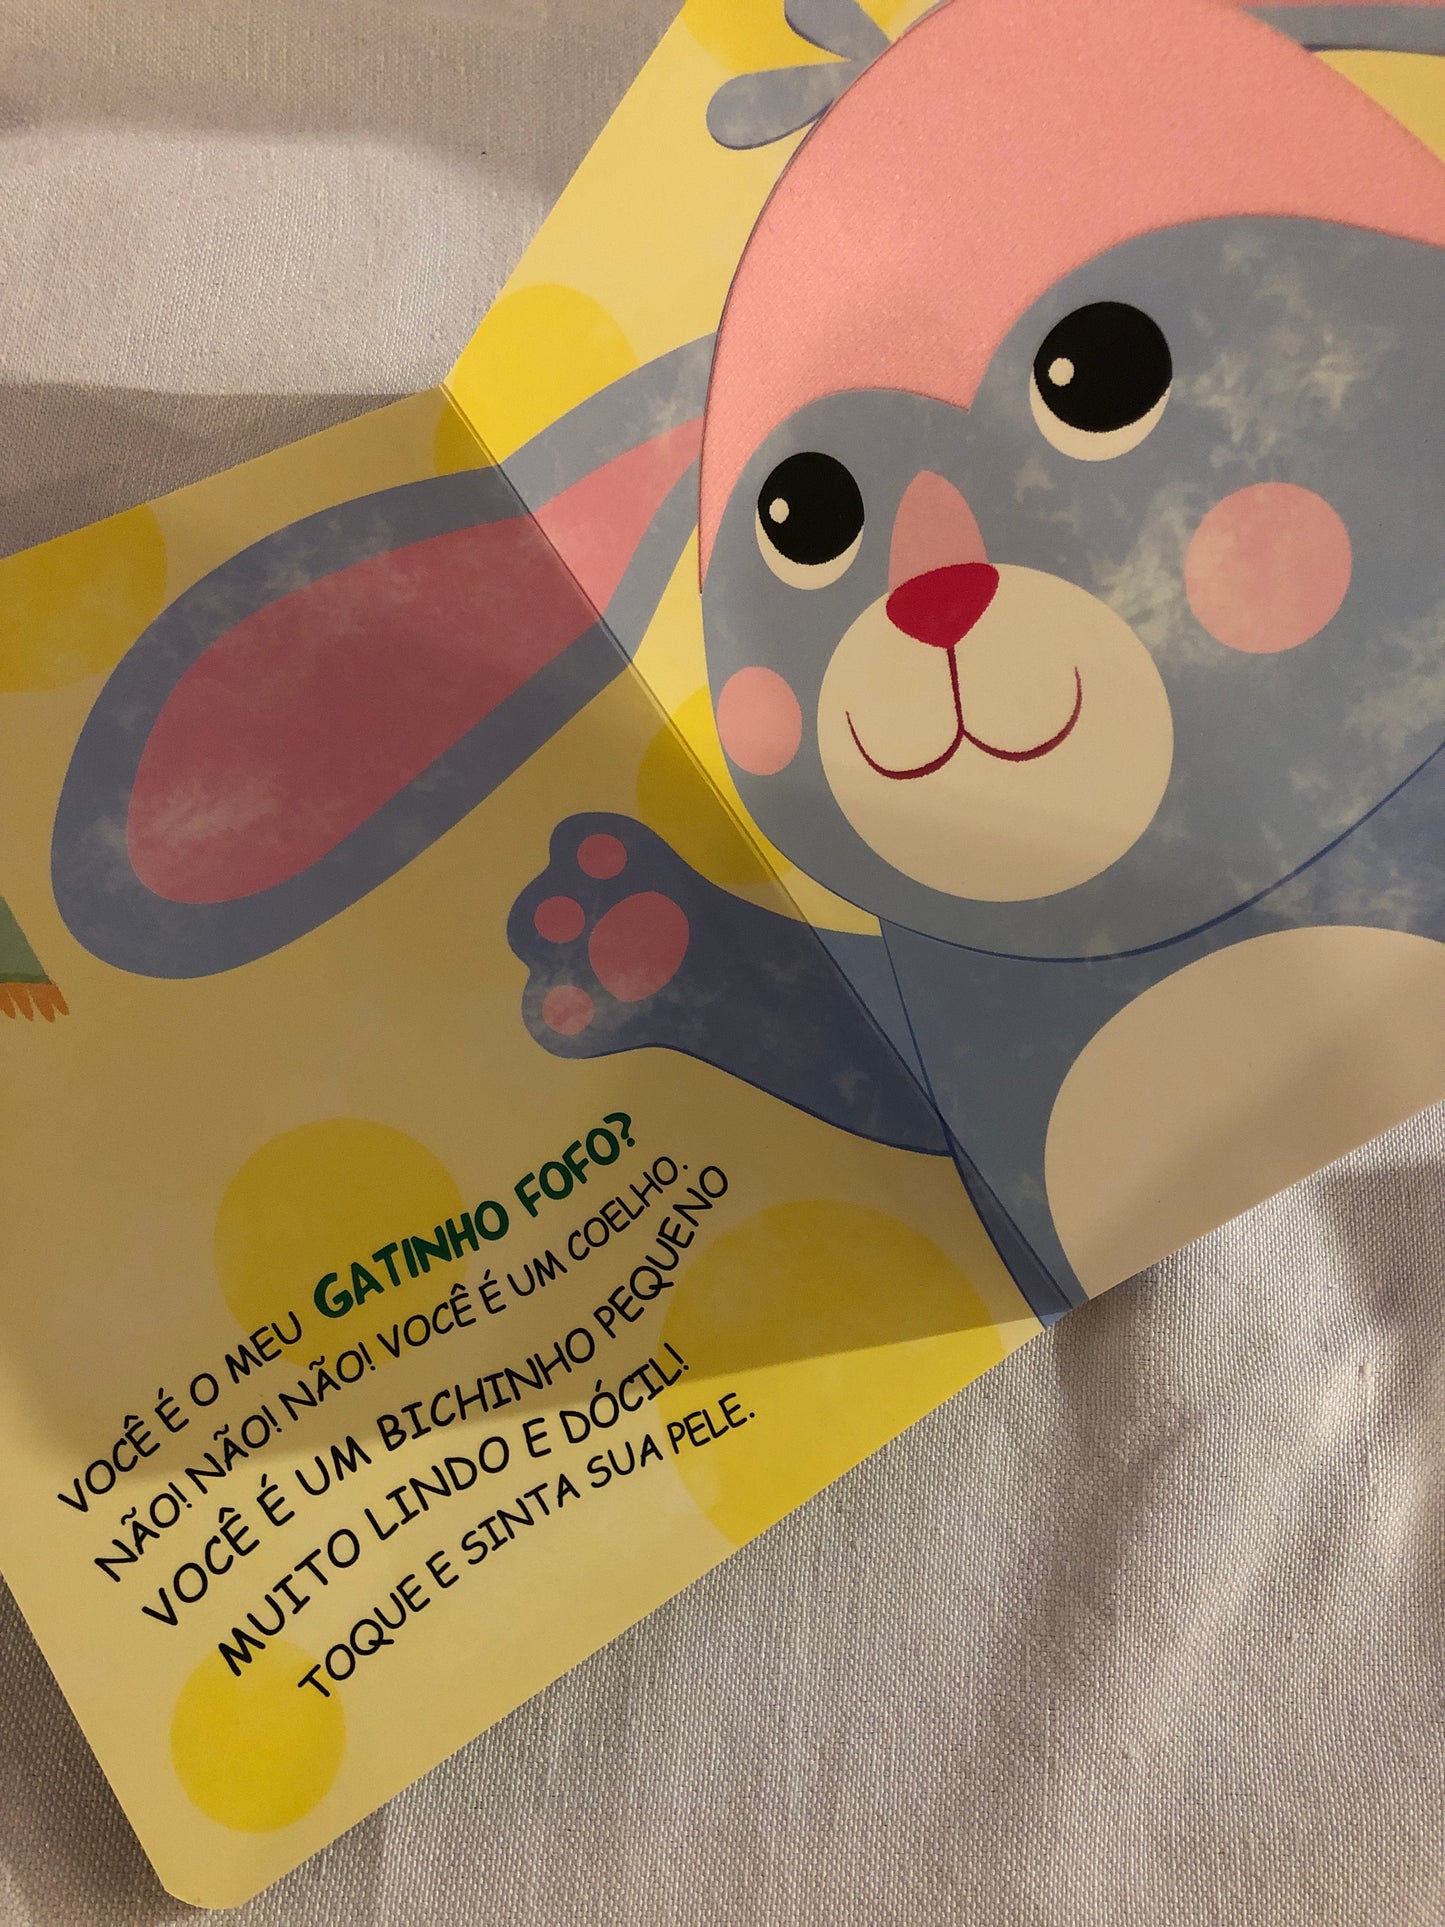 VOCÊ É O MEU GATINHO FOFO?
NÃO! NÃO! NÃO! VOCÊ É UM COELHO.
VOCÊ É UM BICHINHO PEQUENO
MUITO LINDO E DÓCIL!
TOQUE E SINTA SUA PELE.